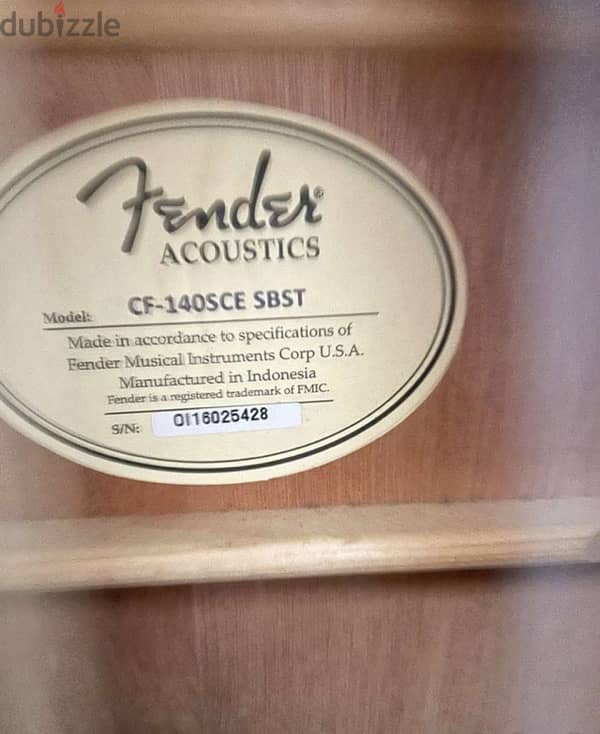 dubizzle
Fender®
ACOUSTICS
Model: CF-140SCE SBST
Made in accordance to specifications of
Fender Musical Instruments Corp U.S.A.
Manufactured in Indonesia
Fender is a registered trademark of FMIC.
S/N: OI16025428